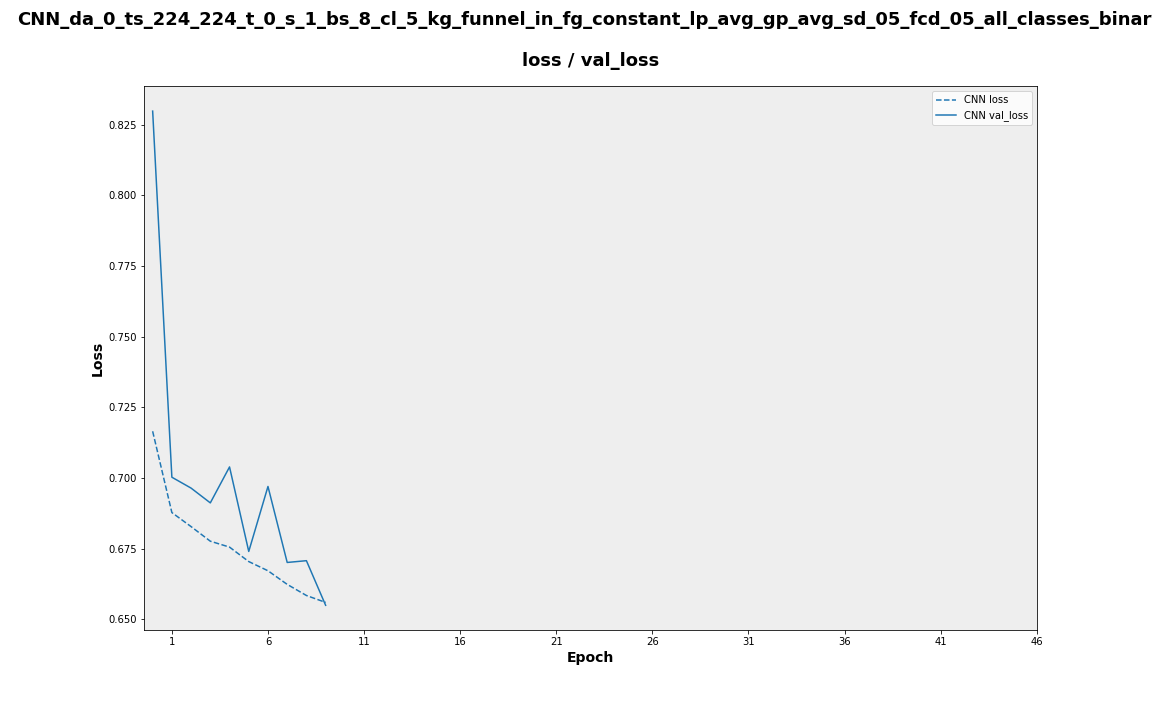 CNN_da_0_ts_224_224_t_0_s_1_bs_8_cl_5_kg_funnel_in_fg_constant_lp_avg_gp_avg_sd_05_fcd_05_all_classes_binar
loss / val_loss
CNN loss
CNN val_loss
0.825
0.800
0.775
0.750
0.725
0.700
0.675
0.650
Loss
1 6 11 16 21 26 31 36 41 46
Epoch